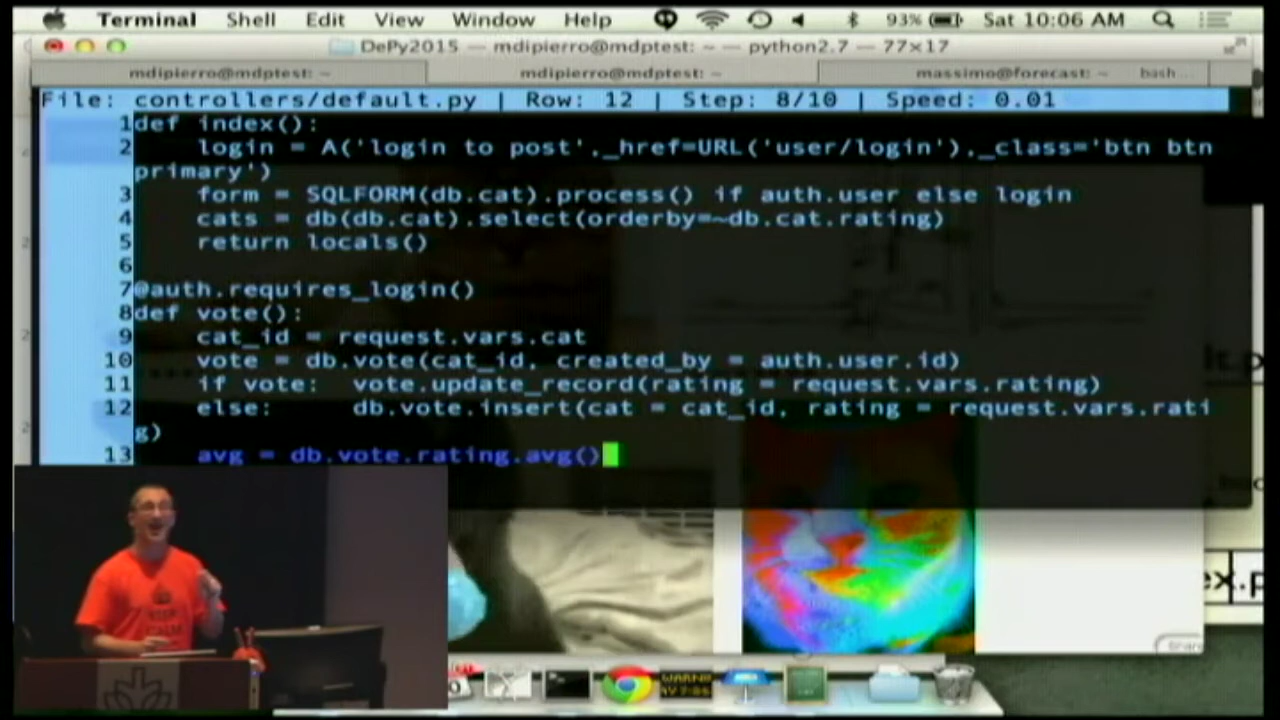 Terminal Shell Edit View Window Help 93% Sat 10:06 AM
DePy2015 — mdipierro@mdptest: ~ — python2.7 — 77×17
mdipierro@mdptest: ~ mdipierro@mdptest: ~ massimo@forecast: ~ bash...
File: controllers/default.py | Row: 12 | Step: 8/10 | Speed: 0.01
1def index():
2 login = A('login to post',_href=URL('user/login'),_class='btn btn
primary')
3 form = SQLFORM(db.cat).process() if auth.user else login
4 cats = db(db.cat).select(orderby=~db.cat.rating)
5 return locals()
6
7@auth.requires_login()
8def vote():
9 cat_id = request.vars.cat
10 vote = db.vote(cat_id, created_by = auth.user.id)
11 if vote: vote.update_record(rating = request.vars.rating)
12 else: db.vote.insert(cat = cat_id, rating = request.vars.rati
g)
13 avg = db.vote.rating.avg()